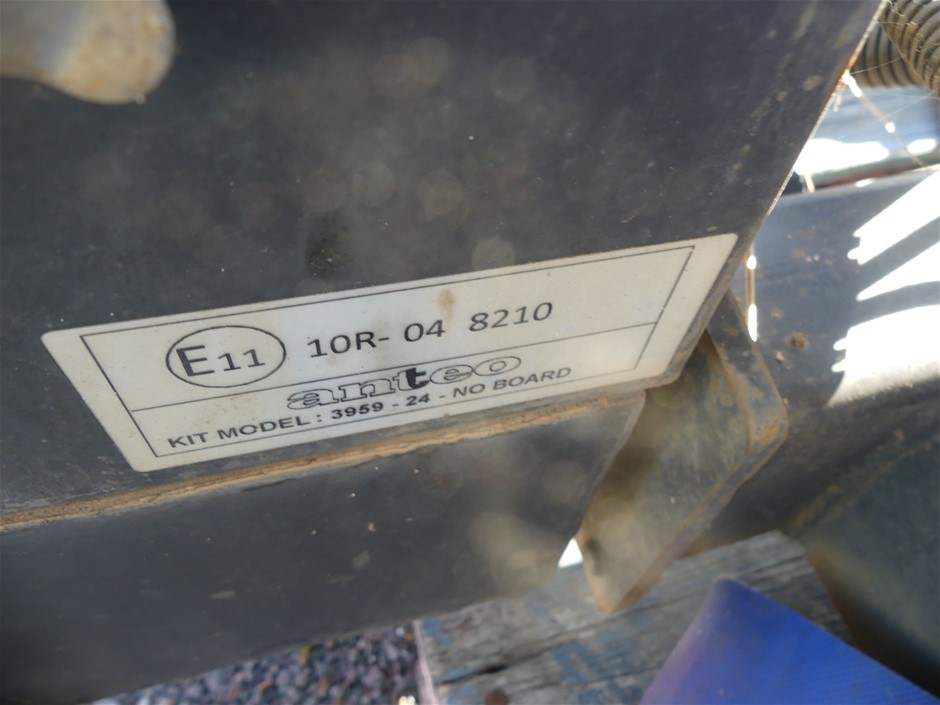 E11 10R- 04 8210
anteo
KIT MODEL : 3959 - 24 - NO BOARD